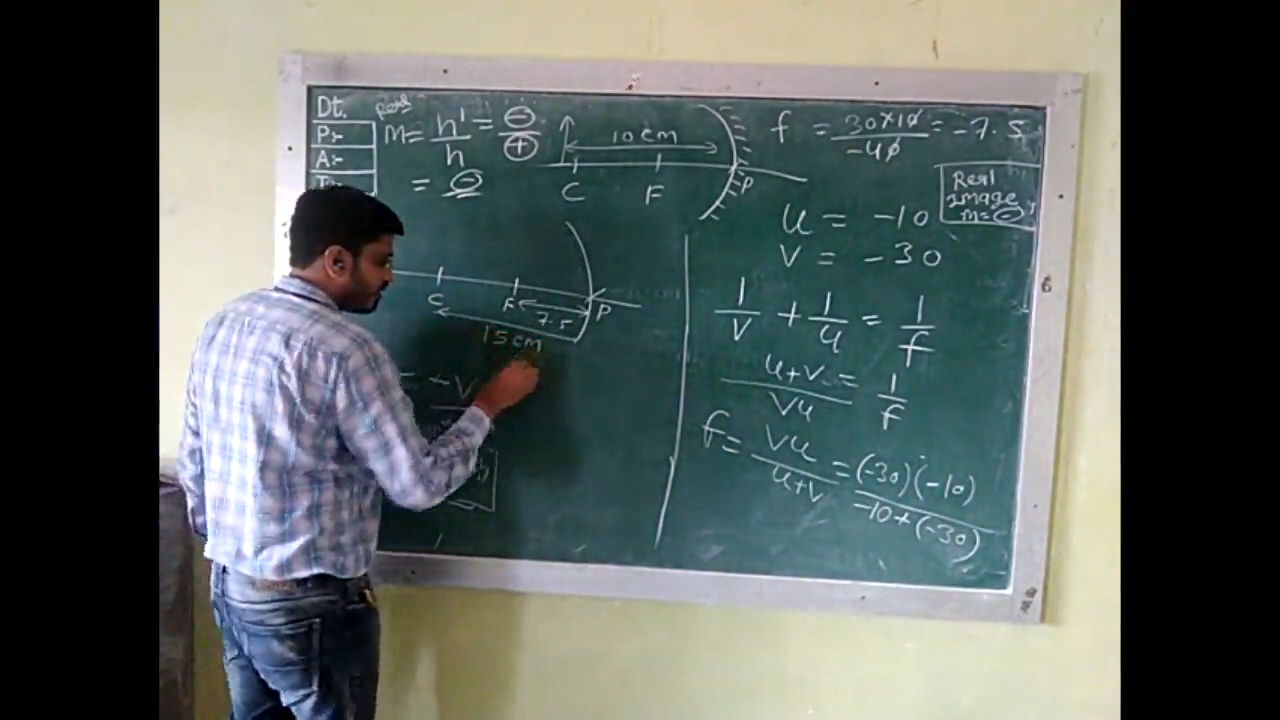 Dt.
P:-
A:-
T:-
Real
M = h'/h = ⊖/⊕
= ⊖
10 cm
C F P
f = 30×10/-40 = -7.5
Real
Image
m = ⊖
u = -10
v = -30
C F P
7.5
15 cm
1/v + 1/u = 1/f
u+v/vu = 1/f
f = vu/u+v = (-30)(-10)/-10+(-30)
= -v